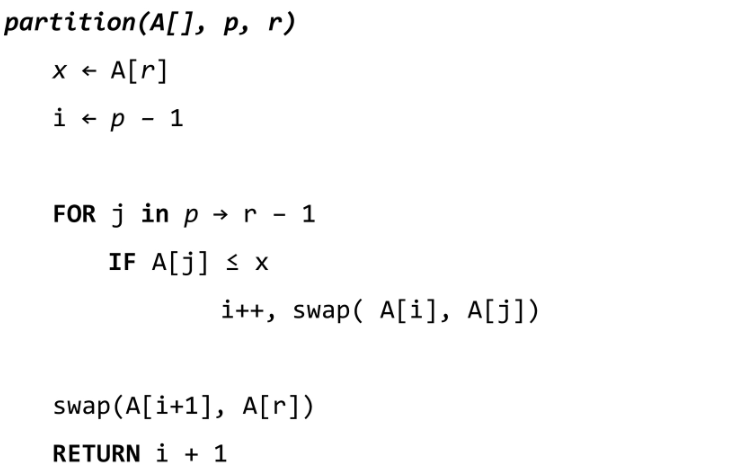 partition(A[], p, r)
x ← A[r]
i ← p – 1
FOR j in p → r – 1
IF A[j] ≤ x
i++, swap( A[i], A[j])
swap(A[i+1], A[r])
RETURN i + 1